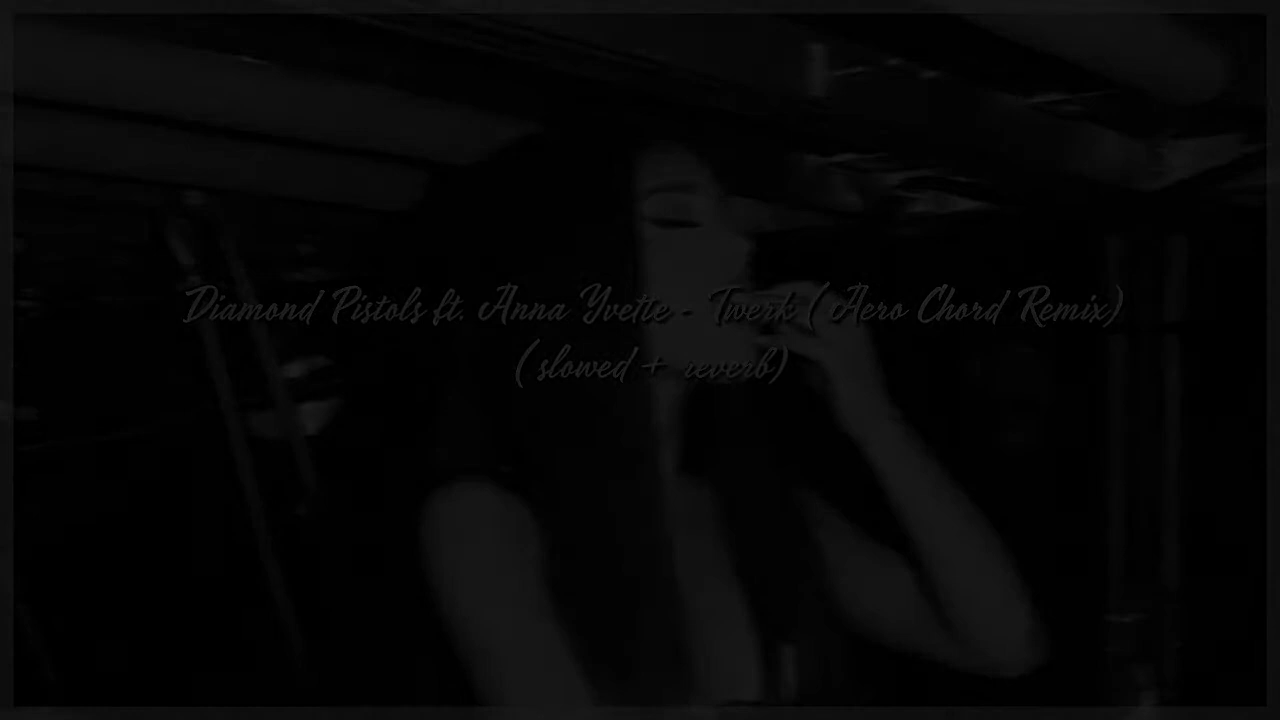 Diamond Pistols ft. Anna Yvette - Twerk (Aero Chord Remix)
(slowed + reverb)